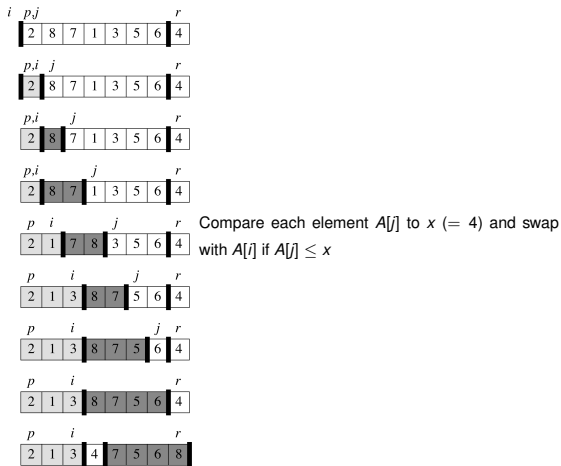 i p,j r
2 8 7 1 3 5 6 4
p,i j r
2 8 7 1 3 5 6 4
p,i j r
2 8 7 1 3 5 6 4
p,i j r
2 8 7 1 3 5 6 4
p i j r
2 1 7 8 3 5 6 4
Compare each element A[j] to x (= 4) and swap
with A[i] if A[j] ≤ x
p i j r
2 1 3 8 7 5 6 4
p i j r
2 1 3 8 7 5 6 4
p i r
2 1 3 8 7 5 6 4
p i r
2 1 3 4 7 5 6 8